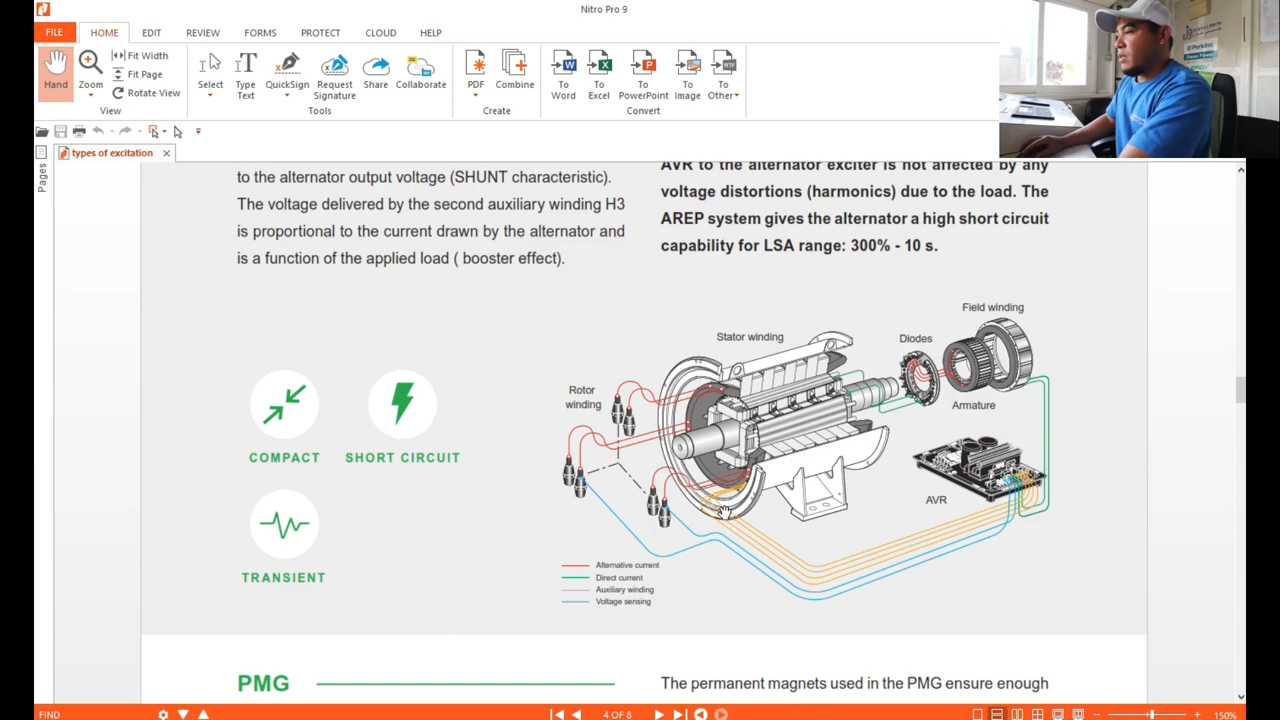 Nitro Pro 9
FILE
HOME
EDIT
REVIEW
FORMS
PROTECT
CLOUD
HELP
Hand
Zoom
Fit Width
Fit Page
Rotate View
View
Select
Type
Text
QuickSign
Request
Signature
Share
Collaborate
Tools
PDF
Combine
Create
To
Word
To
Excel
To
PowerPoint
To
Image
To
Other
Convert
types of excitation
Pages
Perkins
to the alternator output voltage (SHUNT characteristic).
The voltage delivered by the second auxiliary winding H3
is proportional to the current drawn by the alternator and
is a function of the applied load ( booster effect).
AVR to the alternator exciter is not affected by any
voltage distortions (harmonics) due to the load. The
AREP system gives the alternator a high short circuit
capability for LSA range: 300% - 10 s.
COMPACT
SHORT CIRCUIT
TRANSIENT
Field winding
Stator winding
Diodes
Rotor
winding
Armature
AVR
Alternative current
Direct current
Auxiliary winding
Voltage sensing
PMG
The permanent magnets used in the PMG ensure enough
FIND
4 OF 8
150%